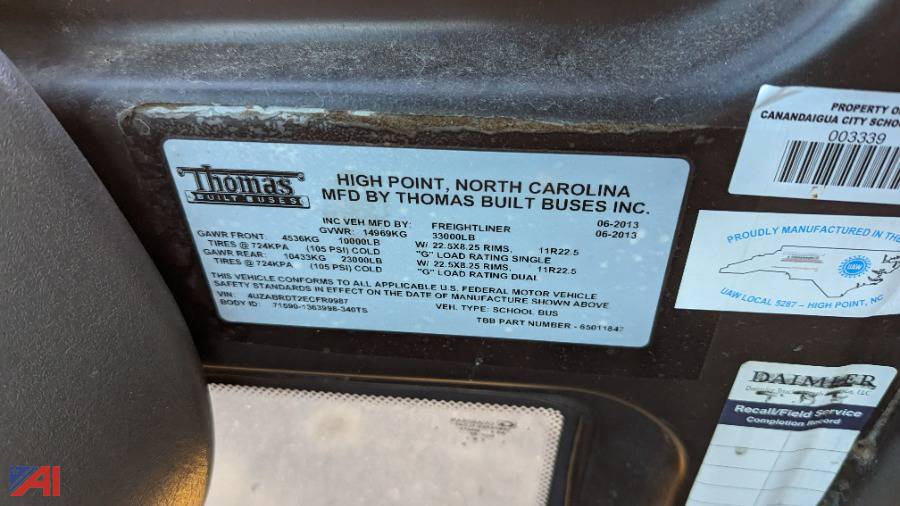 Thomas
BUILT BUSES
HIGH POINT, NORTH CAROLINA
MFD BY THOMAS BUILT BUSES INC.
INC VEH MFD BY: FREIGHTLINER 06-2013
GVWR: 14969KG 33000LB 06-2013
GAWR FRONT: 4536KG 10000LB W/ 22.5X8.25 RIMS, 11R22.5
TIRES @ 724KPA (105 PSI) COLD "G" LOAD RATING SINGLE
GAWR REAR: 10433KG 23000LB W/ 22.5X8.25 RIMS, 11R22.5
TIRES @ 724KPA (105 PSI) COLD "G" LOAD RATING DUAL
THIS VEHICLE CONFORMS TO ALL APPLICABLE U.S. FEDERAL MOTOR VEHICLE
SAFETY STANDARDS IN EFFECT ON THE DATE OF MANUFACTURE SHOWN ABOVE
VIN: 4UZABRDT2ECFR9987
BODY ID: 71590-1363998-340TS VEH. TYPE: SCHOOL BUS
TBB PART NUMBER - 65011847
PROPERTY O
CANANDAIGUA CITY SCHOO
003339
PROUDLY MANUFACTURED IN THE
UAW
UAW LOCAL 5287 – HIGH POINT, NC
DAIMLER
Recall/Field Service
Completion Record
AI